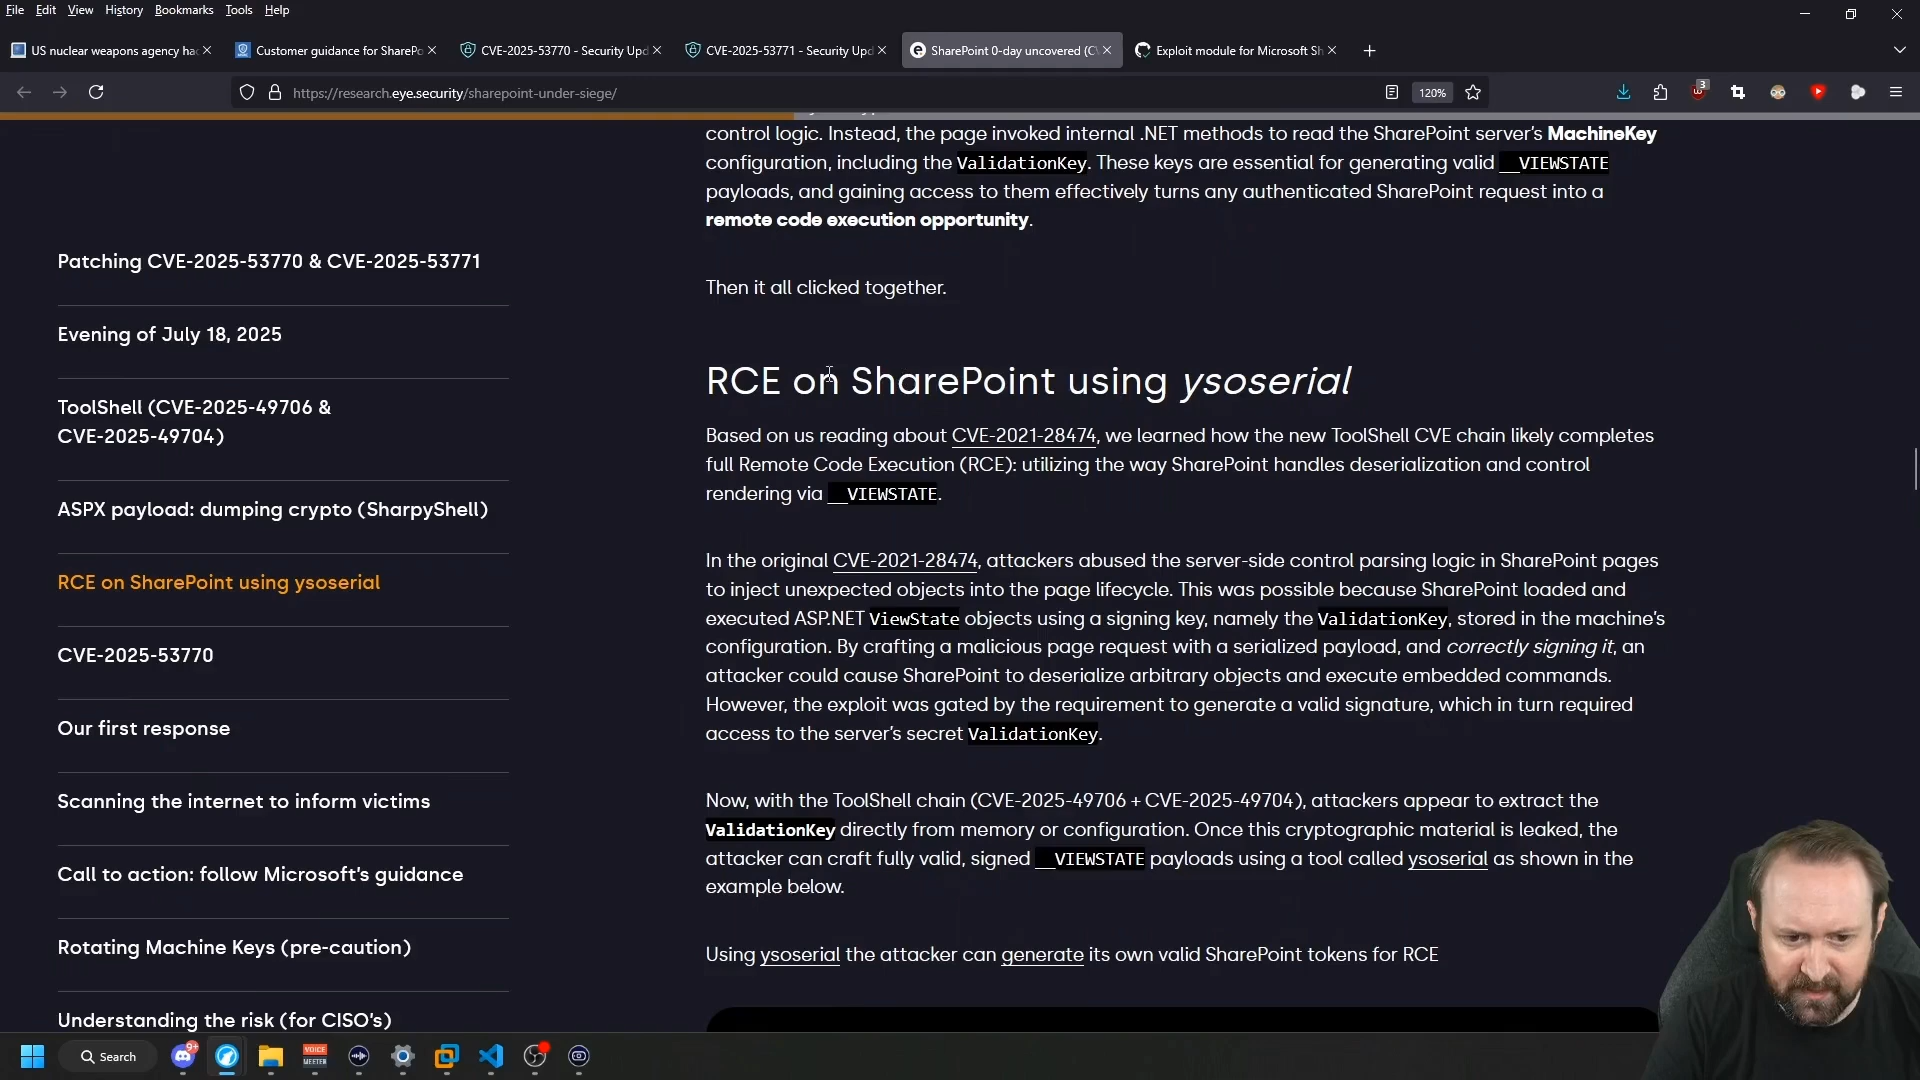 File Edit View History Bookmarks Tools Help
US nuclear weapons agency ha
Customer guidance for SharePo
CVE-2025-53770 - Security Upd
CVE-2025-53771 - Security Upd
SharePoint 0-day uncovered (C
Exploit module for Microsoft Sh
https://research.eye.security/sharepoint-under-siege/
120%
3
control logic. Instead, the page invoked internal .NET methods to read the SharePoint server's MachineKey
configuration, including the ValidationKey. These keys are essential for generating valid __VIEWSTATE
payloads, and gaining access to them effectively turns any authenticated SharePoint request into a
remote code execution opportunity.
Then it all clicked together.
RCE on SharePoint using ysoserial
Based on us reading about CVE-2021-28474, we learned how the new ToolShell CVE chain likely completes
full Remote Code Execution (RCE): utilizing the way SharePoint handles deserialization and control
rendering via __VIEWSTATE.
In the original CVE-2021-28474, attackers abused the server-side control parsing logic in SharePoint pages
to inject unexpected objects into the page lifecycle. This was possible because SharePoint loaded and
executed ASP.NET ViewState objects using a signing key, namely the ValidationKey, stored in the machine's
configuration. By crafting a malicious page request with a serialized payload, and correctly signing it, an
attacker could cause SharePoint to deserialize arbitrary objects and execute embedded commands.
However, the exploit was gated by the requirement to generate a valid signature, which in turn required
access to the server's secret ValidationKey.
Now, with the ToolShell chain (CVE-2025-49706 + CVE-2025-49704), attackers appear to extract the
ValidationKey directly from memory or configuration. Once this cryptographic material is leaked, the
attacker can craft fully valid, signed __VIEWSTATE payloads using a tool called ysoserial as shown in the
example below.
Using ysoserial the attacker can generate its own valid SharePoint tokens for RCE
Patching CVE-2025-53770 & CVE-2025-53771
Evening of July 18, 2025
ToolShell (CVE-2025-49706 &
CVE-2025-49704)
ASPX payload: dumping crypto (SharpyShell)
RCE on SharePoint using ysoserial
CVE-2025-53770
Our first response
Scanning the internet to inform victims
Call to action: follow Microsoft's guidance
Rotating Machine Keys (pre-caution)
Understanding the risk (for CISO's)
Search
9+
VOICE
MEETER